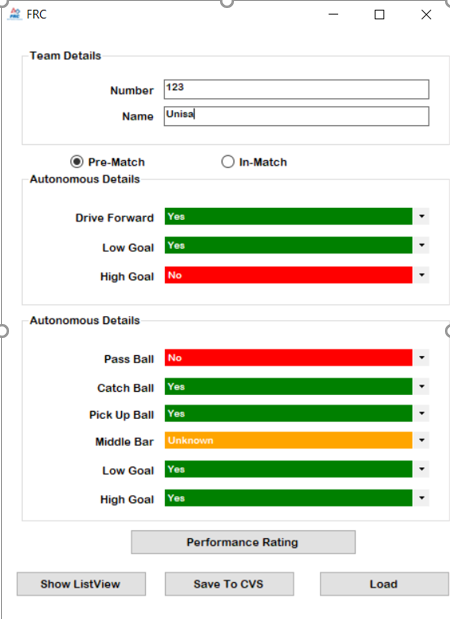 FRC
Team Details
Number 123
Name Unisa
Pre-Match In-Match
Autonomous Details
Drive Forward Yes
Low Goal Yes
High Goal No
Autonomous Details
Pass Ball No
Catch Ball Yes
Pick Up Ball Yes
Middle Bar Unknown
Low Goal Yes
High Goal Yes
Performance Rating
Show ListView Save To CVS Load